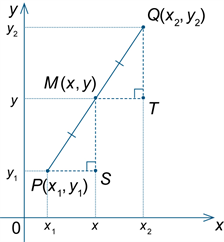 y
Q(x₂, y₂)
y₂
M(x, y)
y
T
y₁
P(x₁, y₁)
S
0
x₁
x
x₂
x